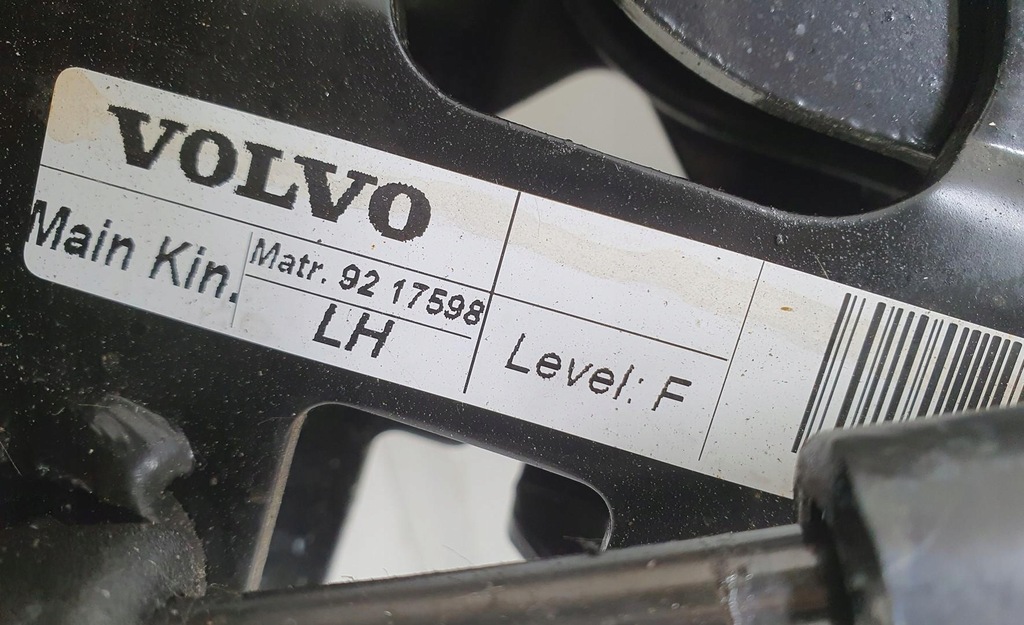 VOLVO
Main Kin.
Matr. 92 17598
LH
Level: F